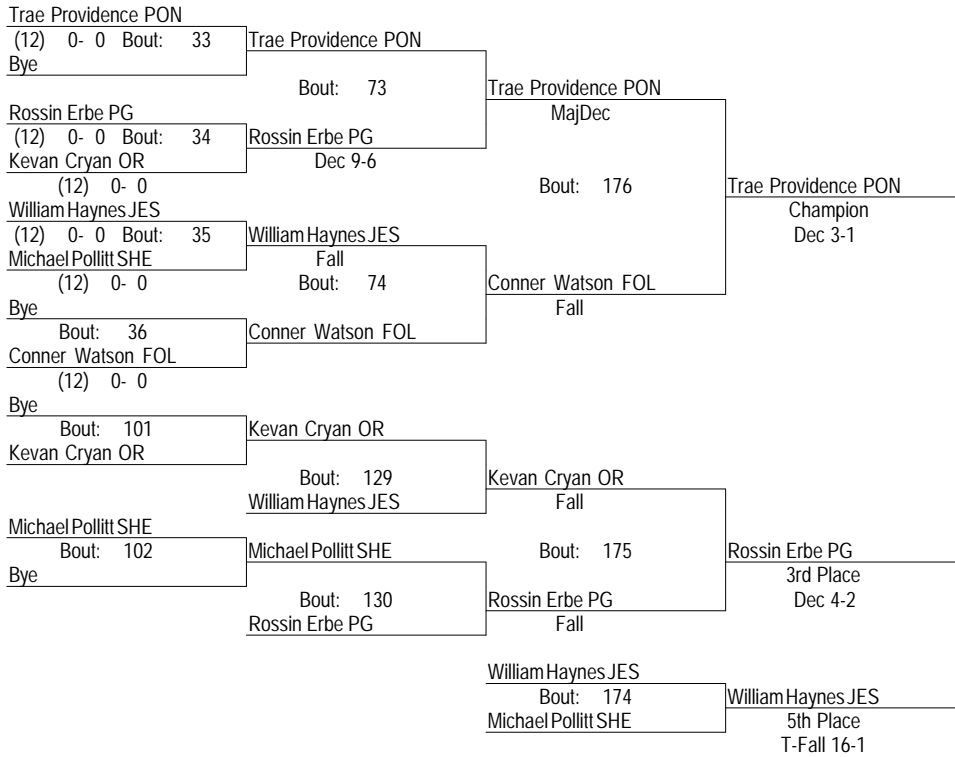 Trae Providence PON
(12) 0- 0 Bout: 33 Trae Providence PON
Bye
Bout: 73 Trae Providence PON
Rossin Erbe PG MajDec
(12) 0- 0 Bout: 34 Rossin Erbe PG
Kevan Cryan OR Dec 9-6
(12) 0- 0 Bout: 176 Trae Providence PON
William Haynes JES Champion
(12) 0- 0 Bout: 35 William Haynes JES Dec 3-1
Michael Pollitt SHE Fall
(12) 0- 0 Bout: 74 Conner Watson FOL
Bye Fall
Bout: 36 Conner Watson FOL
Conner Watson FOL
(12) 0- 0
Bye
Bout: 101 Kevan Cryan OR
Kevan Cryan OR
Bout: 129 Kevan Cryan OR
William Haynes JES Fall
Michael Pollitt SHE
Bout: 102 Michael Pollitt SHE Bout: 175 Rossin Erbe PG
Bye 3rd Place
Bout: 130 Rossin Erbe PG Dec 4-2
Rossin Erbe PG Fall
William Haynes JES
Bout: 174 William Haynes JES
Michael Pollitt SHE 5th Place
T-Fall 16-1